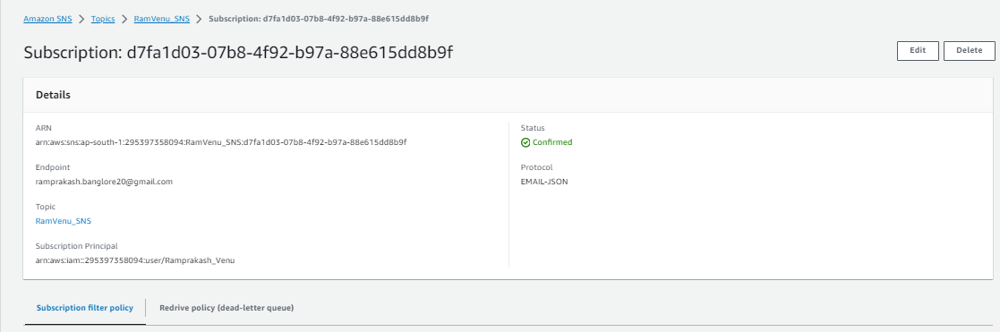 Amazon SNS > Topics > RamVenu_SNS > Subscription: d7fa1d03-07b8-4f92-b97a-88e615dd8b9f
Subscription: d7fa1d03-07b8-4f92-b97a-88e615dd8b9f
Edit
Delete
Details
ARN
arn:aws:sns:ap-south-1:295397358094:RamVenu_SNS:d7fa1d03-07b8-4f92-b97a-88e615dd8b9f
Endpoint
ramprakash.banglore20@gmail.com
Topic
RamVenu_SNS
Subscription Principal
arn:aws:iam::295397358094:user/Ramprakash_Venu
Status
Confirmed
Protocol
EMAIL-JSON
Subscription filter policy
Redrive policy (dead-letter queue)